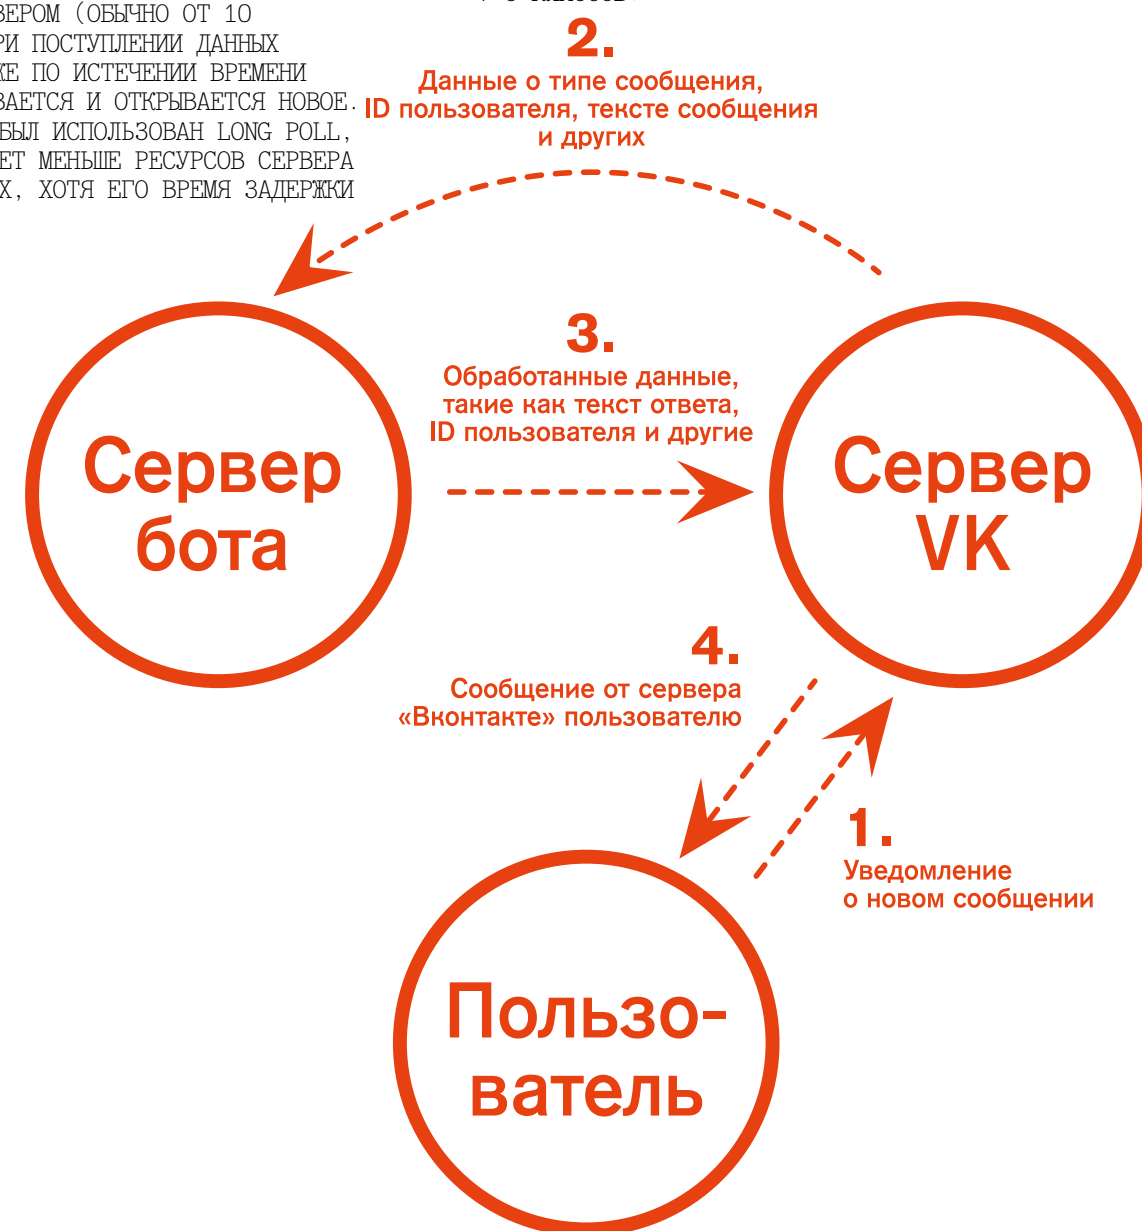 ВЕРОМ (ОБЫЧНО ОТ 10
РИ ПОСТУПЛЕНИИ ДАННЫХ
ЖЕ ПО ИСТЕЧЕНИИ ВРЕМЕНИ
ВАЕТСЯ И ОТКРЫВАЕТСЯ НОВОЕ.
БЫЛ ИСПОЛЬЗОВАН LONG POLL,
ЕТ МЕНЬШЕ РЕСУРСОВ СЕРВЕРА
Х, ХОТЯ ЕГО ВРЕМЯ ЗАДЕРЖКИ
2.
Данные о типе сообщения,
ID пользователя, тексте сообщения
и других
3.
Обработанные данные,
такие как текст ответа,
ID пользователя и другие
Сервер
бота
Сервер
VK
4.
Сообщение от сервера
«Вконтакте» пользователю
1.
Уведомление
о новом сообщении
Пользо-
ватель